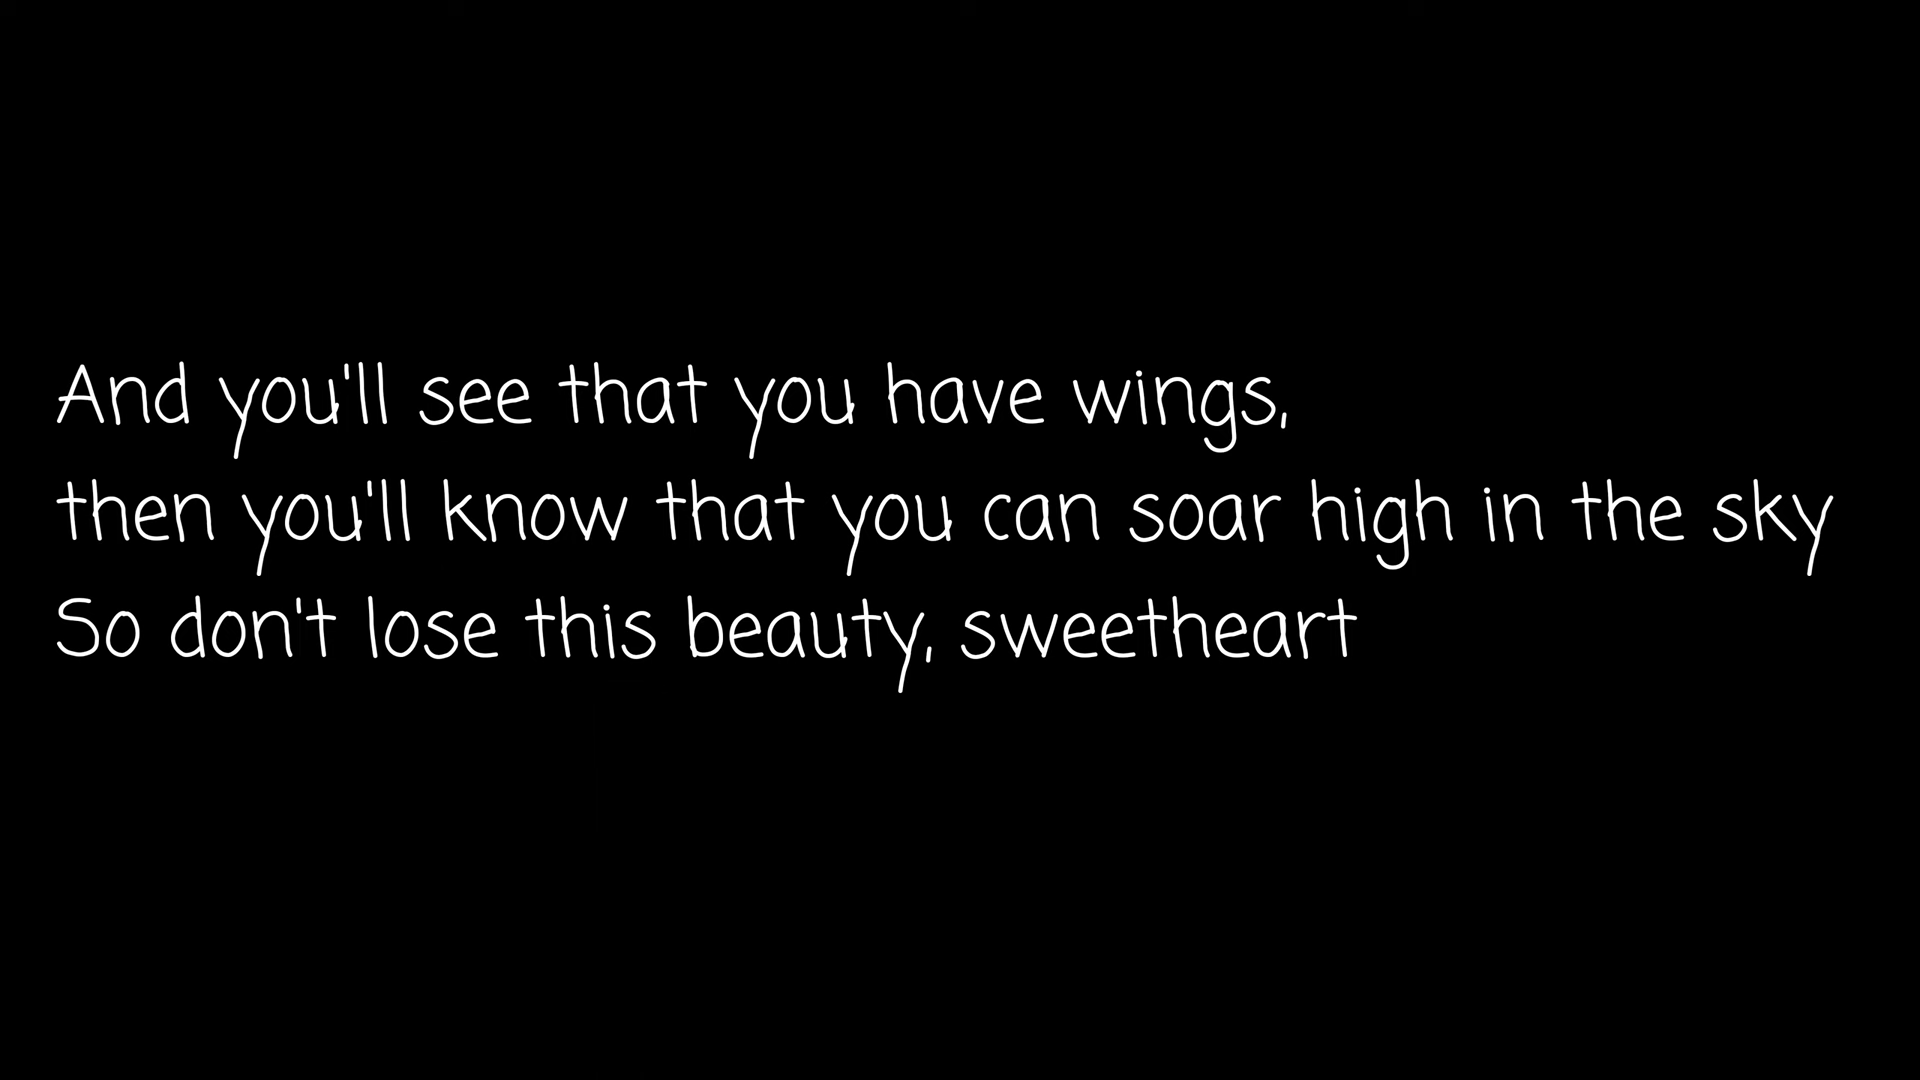 And you'll see that you have wings,
then you'll know that you can soar high in the sky
So don't lose this beauty, sweetheart